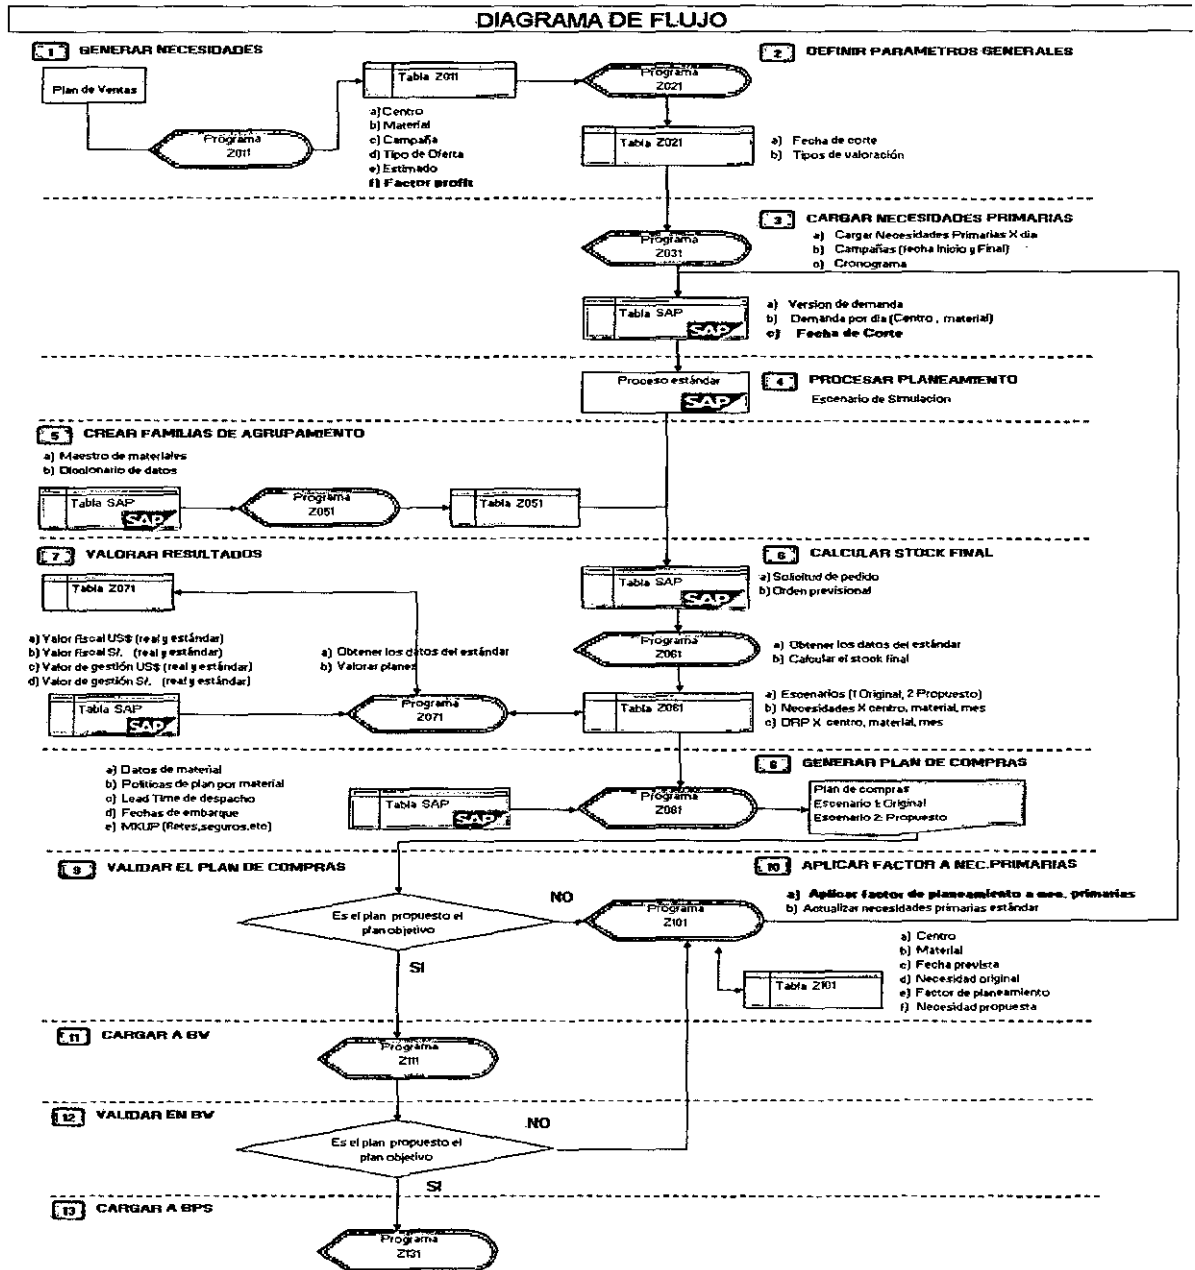 DIAGRAMA DE FLUJO
1 GENERAR NECESIDADES
Plan de Ventas
Programa
Z011
Tabla Z011
a) Centro
b) Material
c) Campaña
d) Tipo de Oferta
e) Estimado
f) Factor profit
2 DEFINIR PARAMETROS GENERALES
Programa
Z021
Tabla Z021
a) Fecha de corte
b) Tipos de valoración
3 CARGAR NECESIDADES PRIMARIAS
a) Cargar Necesidades Primarias X dia
b) Campañas (fecha Inicio y Final)
c) Cronograma
Programa
Z031
Tabla SAP
SAP
a) Version de demanda
b) Demanda por dia (Centro , material)
c) Fecha de Corte
4 PROCESAR PLANEAMIENTO
Escenario de Simulacion
Proceso estándar
SAP
5 CREAR FAMILIAS DE AGRUPAMIENTO
a) Maestro de materiales
b) Diccionario de datos
Tabla SAP
SAP
Programa
Z051
Tabla Z051
7 VALORAR RESULTADOS
Tabla Z071
a) Valor fiscal US$ (real y estándar)
b) Valor fiscal S/. (real y estándar)
c) Valor de gestión US$ (real y estándar)
d) Valor de gestión S/. (real y estándar)
a) Obtener los datos del estándar
b) Valorar planes
Tabla SAP
SAP
Programa
Z071
6 CALCULAR STOCK FINAL
Tabla SAP
SAP
a) Solicitud de pedido
b) Orden previsional
Programa
Z061
a) Obtener los datos del estándar
b) Calcular el stock final
Tabla Z061
a) Escenarios (1 Original, 2 Propuesto)
b) Necesidades X centro, material, mes
c) DRP X centro, material, mes
8 GENERAR PLAN DE COMPRAS
a) Datos de material
b) Politicas de plan por material
c) Lead Time de despacho
d) Fechas de embarque
e) MKUP (fletes,seguros,etc)
Tabla SAP
SAP
Programa
Z081
Plan de compras
Escenario 1: Original
Escenario 2: Propuesto
9 VALIDAR EL PLAN DE COMPRAS
Es el plan propuesto el
plan objetivo
NO
SI
10 APLICAR FACTOR A NEC.PRIMARIAS
a) Aplicar factor de planeamiento a nec. primarias
b) Actualizar necesidades primarias estándar
Programa
Z101
Tabla Z101
a) Centro
b) Material
c) Fecha prevista
d) Necesidad original
e) Factor de planeamiento
f) Necesidad propuesta
11 CARGAR A BW
Programa
Z111
12 VALIDAR EN BW
Es el plan propuesto el
plan objetivo
NO
SI
13 CARGAR A BPS
Programa
Z131